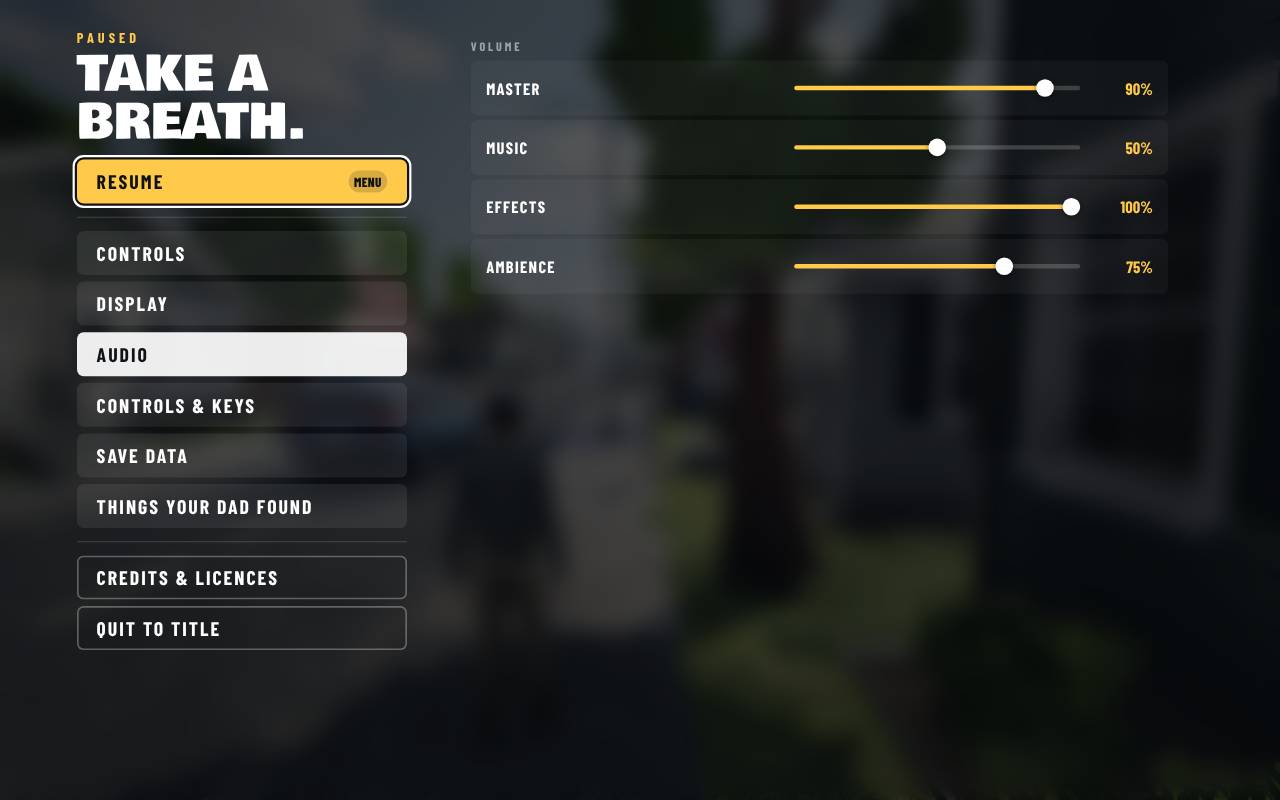 PAUSED
TAKE A
BREATH.
RESUME MENU
CONTROLS
DISPLAY
AUDIO
CONTROLS & KEYS
SAVE DATA
THINGS YOUR DAD FOUND
CREDITS & LICENCES
QUIT TO TITLE
VOLUME
MASTER 90%
MUSIC 50%
EFFECTS 100%
AMBIENCE 75%